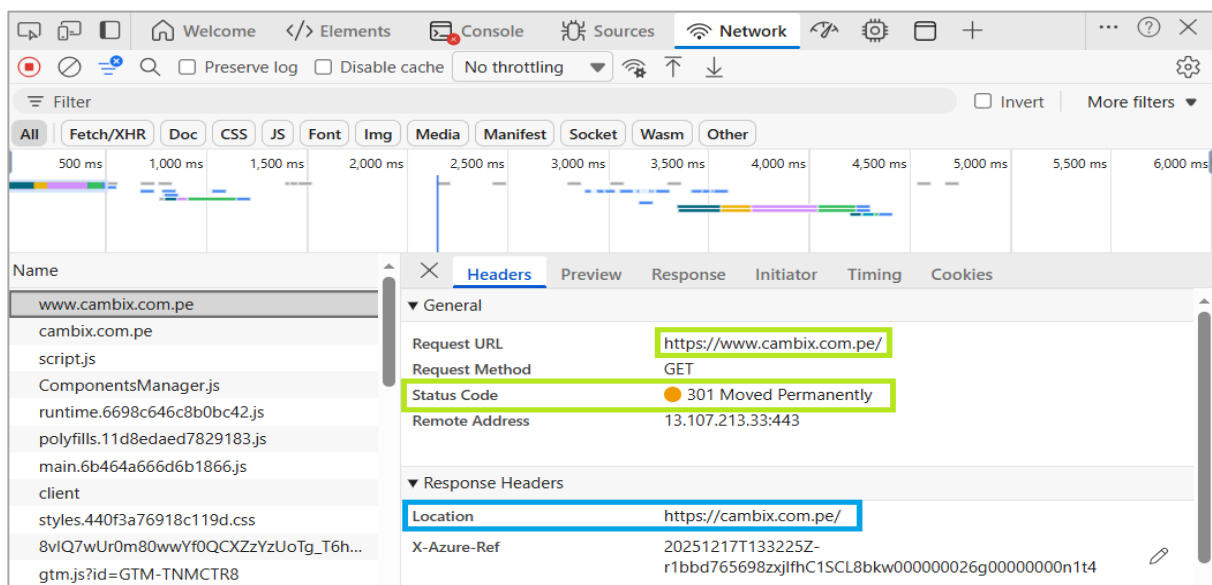 Welcome Elements Console Sources Network
Preserve log Disable cache No throttling
Filter Invert More filters
All Fetch/XHR Doc CSS JS Font Img Media Manifest Socket Wasm Other
500 ms 1,000 ms 1,500 ms 2,000 ms 2,500 ms 3,000 ms 3,500 ms 4,000 ms 4,500 ms 5,000 ms 5,500 ms 6,000 ms
Name
www.cambix.com.pe
cambix.com.pe
script.js
ComponentsManager.js
runtime.6698c646c8b0bc42.js
polyfills.11d8edaed7829183.js
main.6b464a666d6b1866.js
client
styles.440f3a76918c119d.css
8vIQ7wUr0m80wwYf0QCXZzYzUoTg_T6h...
gtm.js?id=GTM-TNMCTR8
Headers Preview Response Initiator Timing Cookies
General
Request URL https://www.cambix.com.pe/
Request Method GET
Status Code 301 Moved Permanently
Remote Address 13.107.213.33:443
Response Headers
Location https://cambix.com.pe/
X-Azure-Ref 20251217T133225Z-
r1bbd765698zxjlfhC1SCL8bkw000000026g00000000n1t4